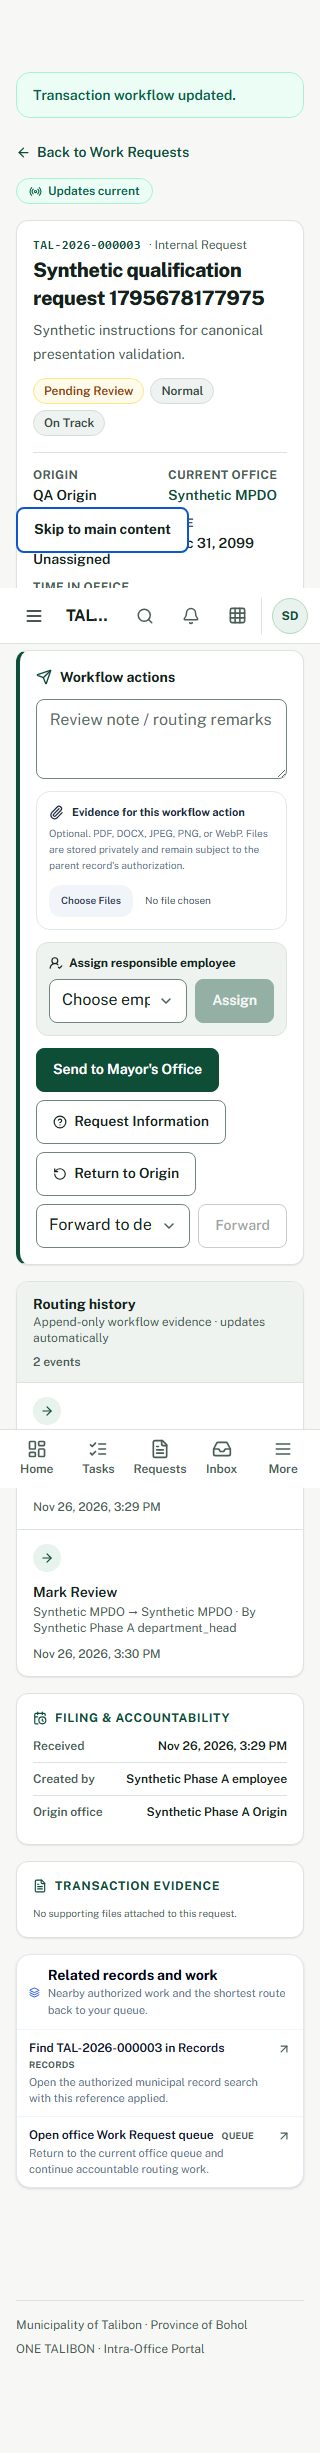 Transaction workflow updated.
Back to Work Requests
Updates current
TAL-2026-000003 · Internal Request
Synthetic qualification
request 1795678177975
Synthetic instructions for canonical
presentation validation.
Pending Review
Normal
On Track
ORIGIN
QA Origin
CURRENT OFFICE
Synthetic MPDO
Skip to main content
31, 2099
Unassigned
TIME IN OFFICE
TAL...
SD
Workflow actions
Review note / routing remarks
Evidence for this workflow action
Optional. PDF, DOCX, JPEG, PNG, or WebP. Files
are stored privately and remain subject to the
parent record's authorization.
Choose Files
No file chosen
Assign responsible employee
Choose emp
Assign
Send to Mayor's Office
Request Information
Return to Origin
Forward to de
Forward
Routing history
Append-only workflow evidence · updates
automatically
2 events
Home
Tasks
Requests
Inbox
More
Nov 26, 2026, 3:29 PM
Mark Review
Synthetic MPDO → Synthetic MPDO · By
Synthetic Phase A department_head
Nov 26, 2026, 3:30 PM
FILING & ACCOUNTABILITY
Received Nov 26, 2026, 3:29 PM
Created by Synthetic Phase A employee
Origin office Synthetic Phase A Origin
TRANSACTION EVIDENCE
No supporting files attached to this request.
Related records and work
Nearby authorized work and the shortest route
back to your queue.
Find TAL-2026-000003 in Records
RECORDS
Open the authorized municipal record search
with this reference applied.
Open office Work Request queue QUEUE
Return to the current office queue and
continue accountable routing work.
Municipality of Talibon · Province of Bohol
ONE TALIBON · Intra-Office Portal